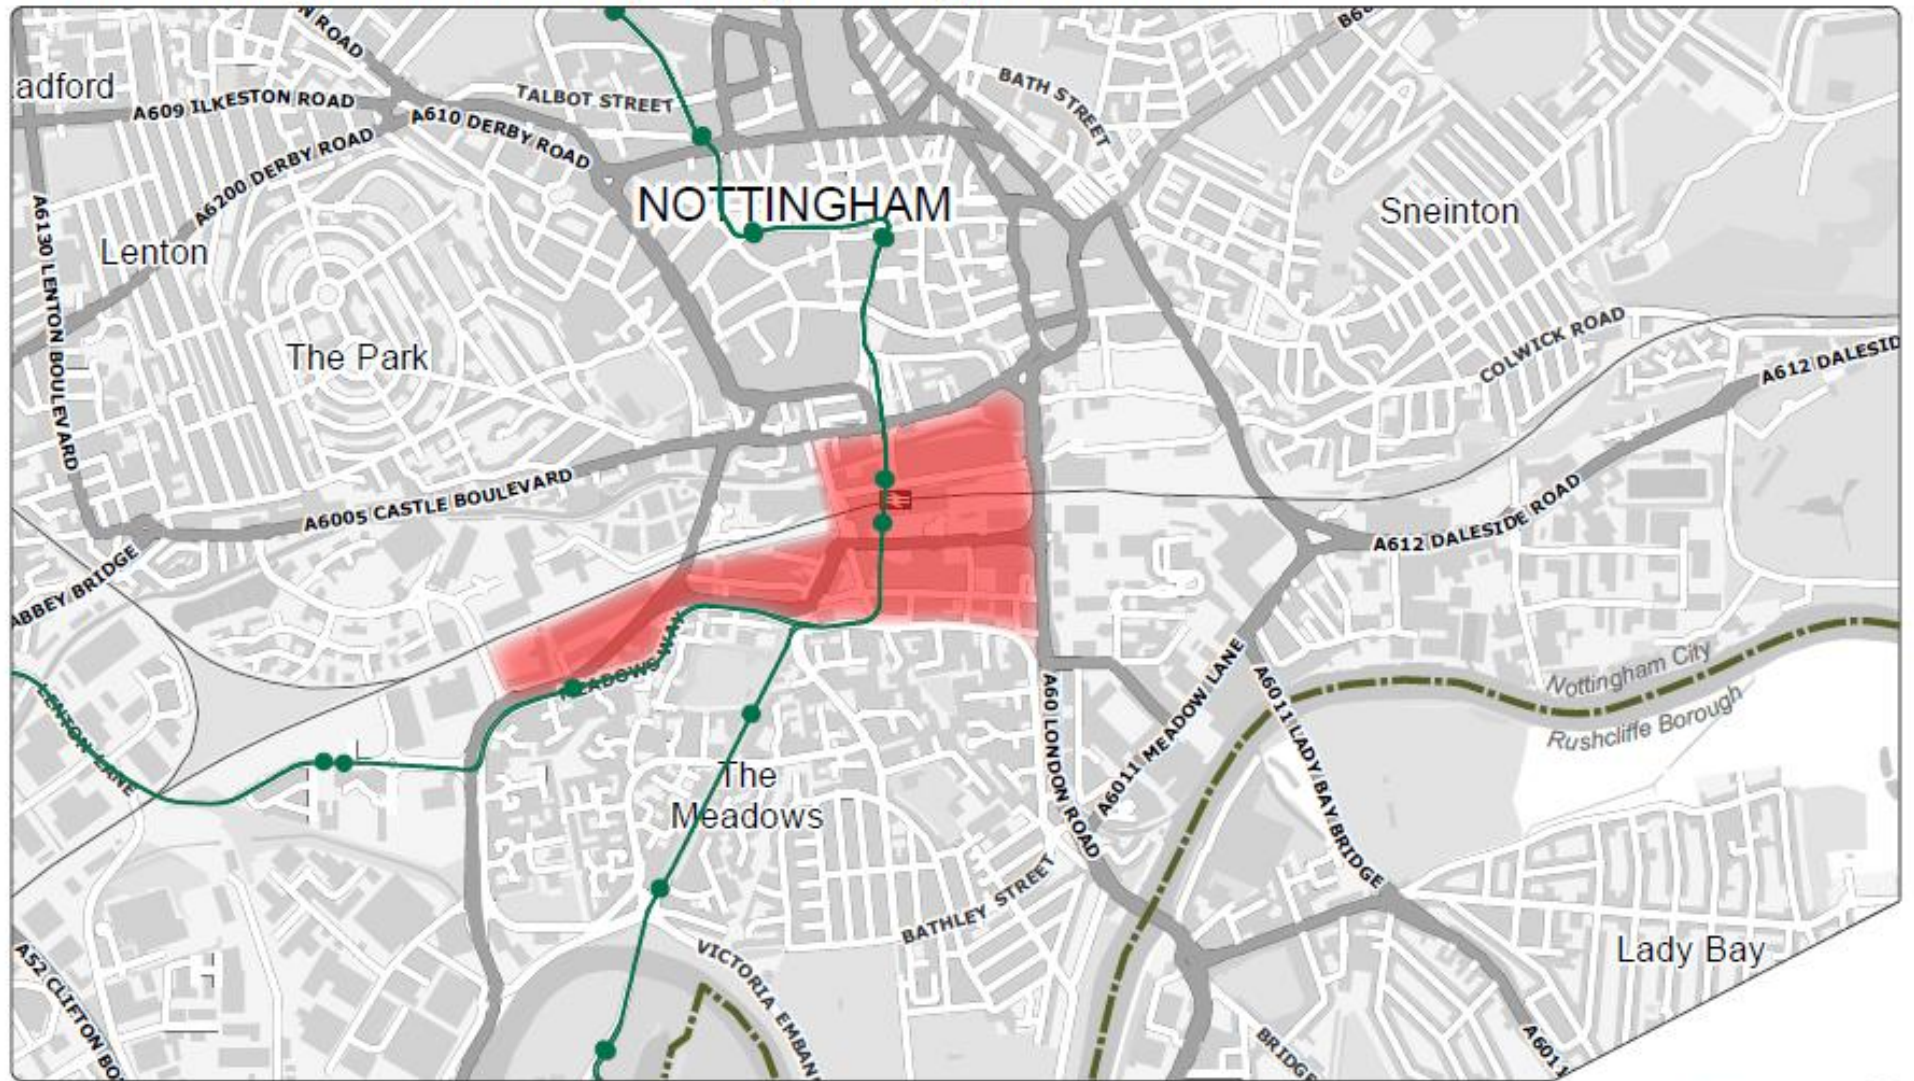 N ROAD
B68
adford
A609 ILKESTON ROAD
TALBOT STREET
BATH STREET
A610 DERBY ROAD
A6200 DERBY ROAD
NOTTINGHAM
Sneinton
Lenton
A6130 LENTON BOULEVARD
The Park
COLWICK ROAD
A612 DALESID
A6005 CASTLE BOULEVARD
A612 DALESIDE ROAD
ABBEY BRIDGE
MEADOWS WAY
LENTON LANE
Nottingham City
Rushcliffe Borough
A60 LONDON ROAD
A6011 MEADOW LANE
A6011 LADY BAY BRIDGE
The
Meadows
BATHLEY STREET
VICTORIA EMBAN
Lady Bay
A52 CLIFTON BO
BRIDGF
A6011